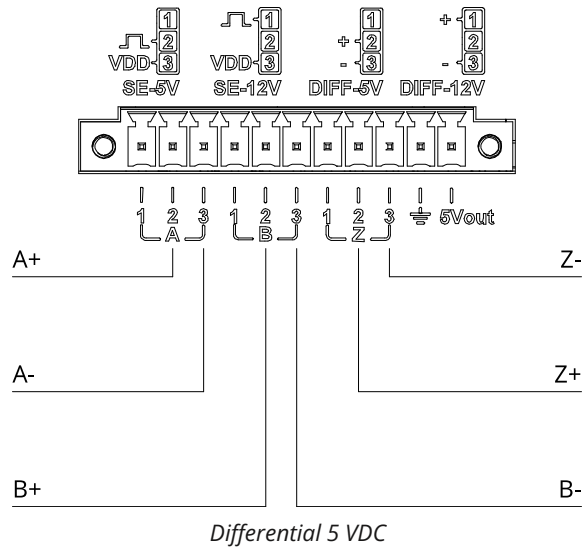 1 1 1 + 1
2 2 + 2 2
VDD 3 VDD 3 - 3 - 3
SE-5V SE-12V DIFF-5V DIFF-12V
1 2 3 1 2 3 1 2 3 5Vout
A B Z
A+ Z-
A- Z+
B+ B-
Differential 5 VDC